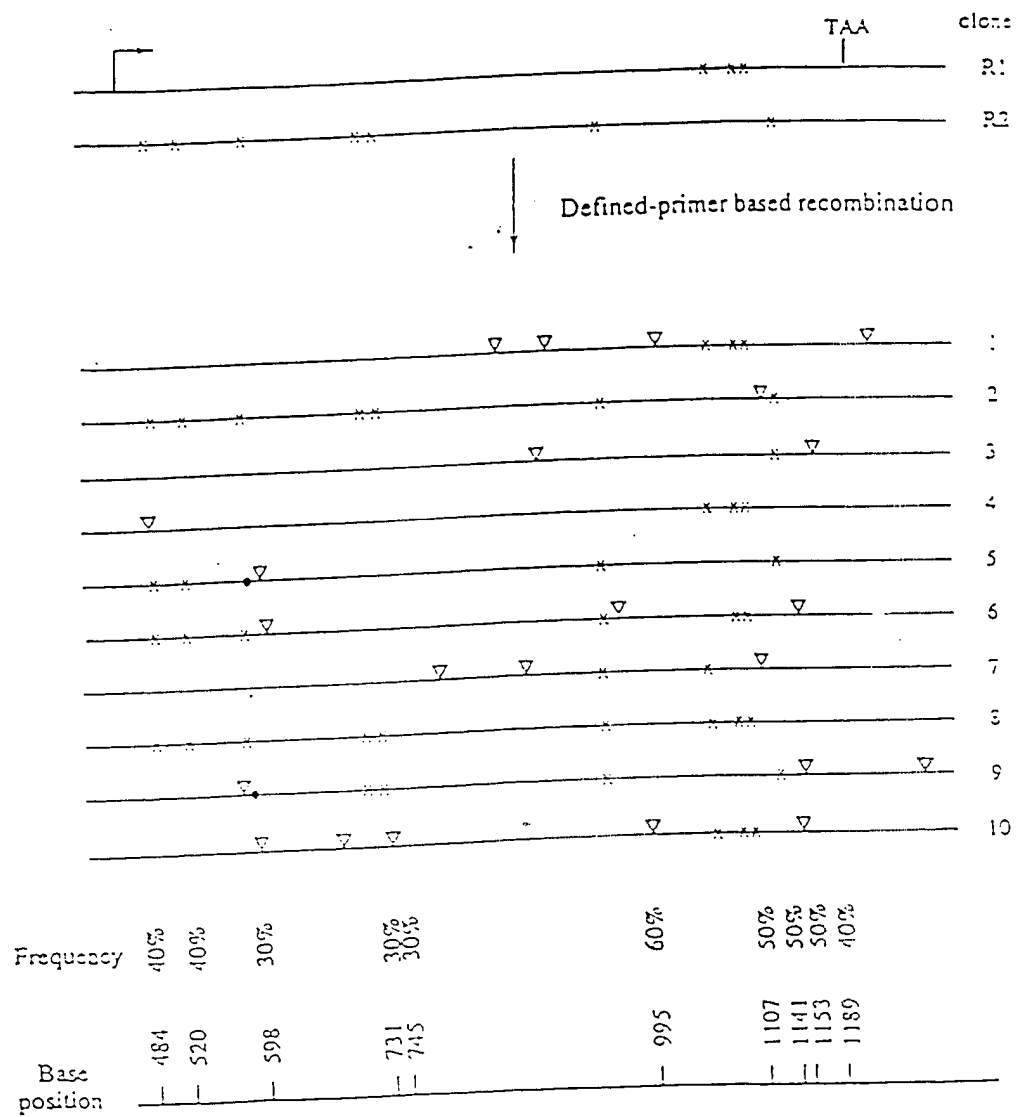 TAA
clone
R1
R2
Defined-primer based recombination
1
2
3
4
5
6
7
8
9
10
Frequency 40% 40% 30% 30% 30% 60% 50% 50% 50% 40%
484 520 598 731 745 995 1107 1141 1153 1189
Base
position